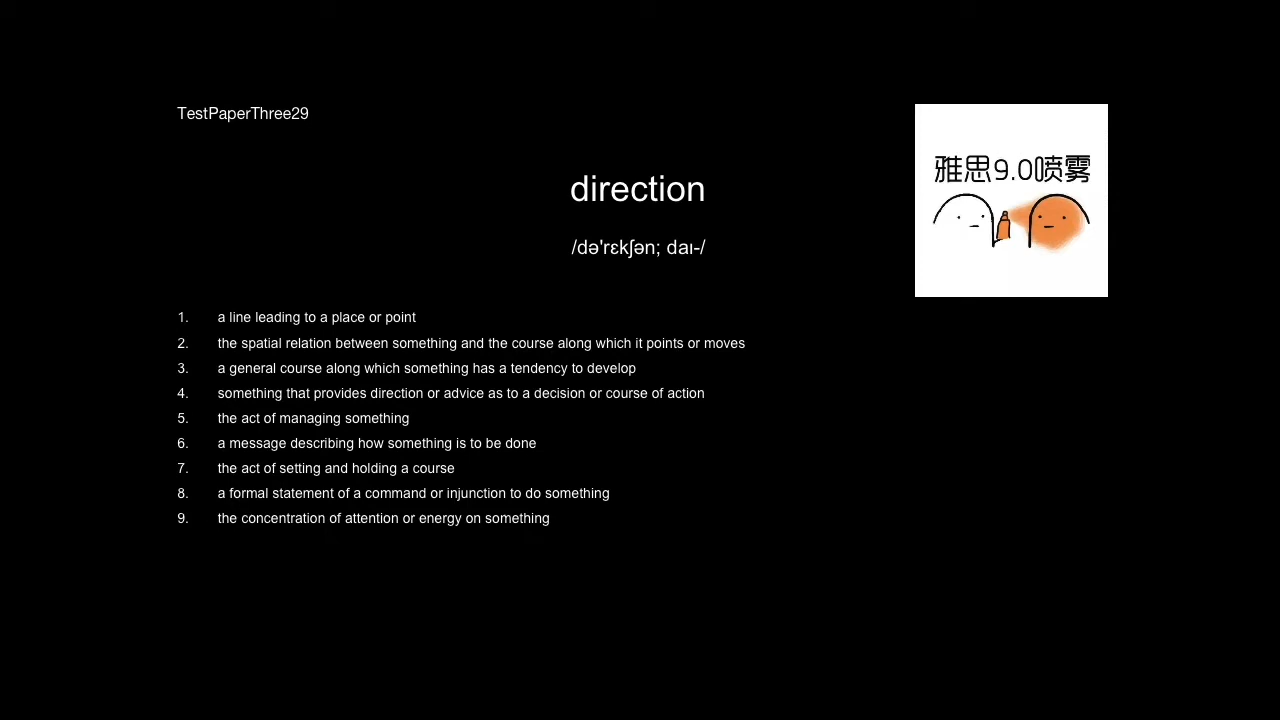 TestPaperThree29
雅思9.0喷雾
direction
/də'rɛkʃən; daɪ-/
1. a line leading to a place or point
2. the spatial relation between something and the course along which it points or moves
3. a general course along which something has a tendency to develop
4. something that provides direction or advice as to a decision or course of action
5. the act of managing something
6. a message describing how something is to be done
7. the act of setting and holding a course
8. a formal statement of a command or injunction to do something
9. the concentration of attention or energy on something